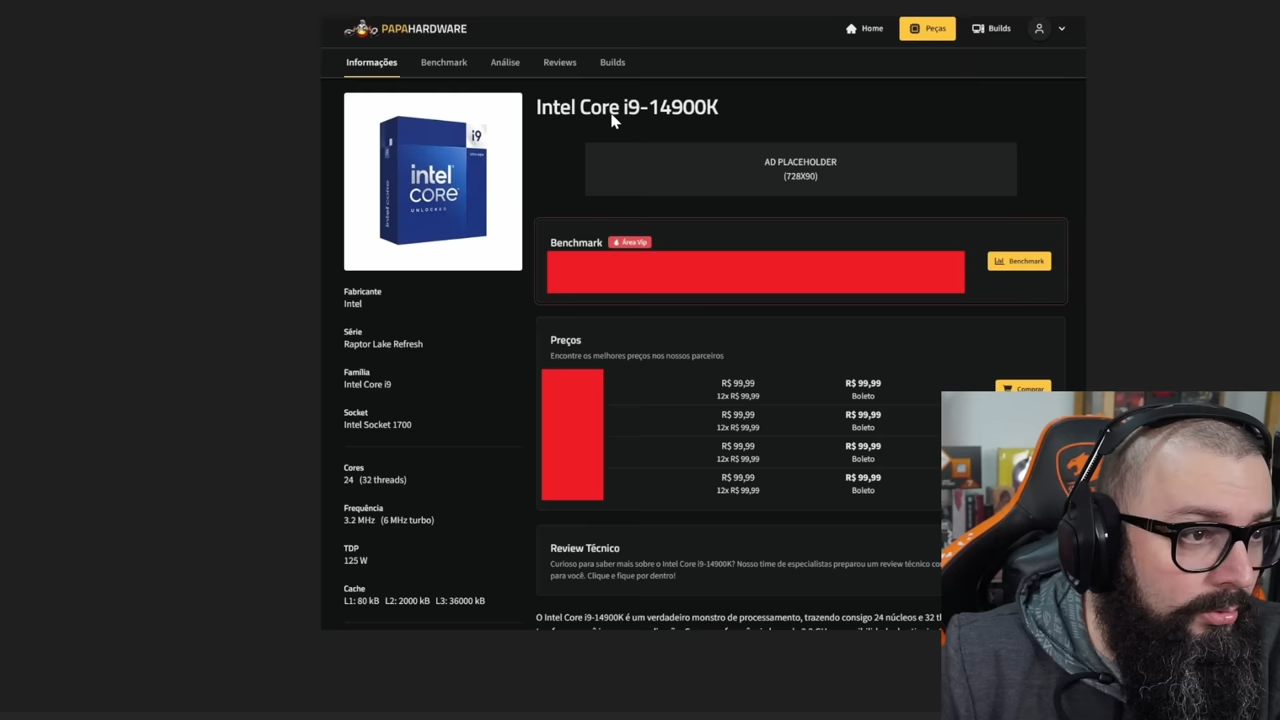 PAPAHARDWARE
Home
Peças
Builds
Informações
Benchmark
Análise
Reviews
Builds
Intel Core i9-14900K
i9
intel
CORE
UNLOCKED
AD PLACEHOLDER
(728X90)
Benchmark
Área Vip
Benchmark
Fabricante
Intel
Série
Raptor Lake Refresh
Família
Intel Core i9
Socket
Intel Socket 1700
Cores
24 (32 threads)
Frequência
3.2 MHz (6 MHz turbo)
TDP
125 W
Cache
L1: 80 kB L2: 2000 kB L3: 36000 kB
Preços
Encontre os melhores preços nos nossos parceiros
R$ 99,99 R$ 99,99
12x R$ 99,99 Boleto
Comprar
R$ 99,99 R$ 99,99
12x R$ 99,99 Boleto
R$ 99,99 R$ 99,99
12x R$ 99,99 Boleto
R$ 99,99 R$ 99,99
12x R$ 99,99 Boleto
Review Técnico
Curioso para saber mais sobre o Intel Core i9-14900K? Nosso time de especialistas preparou um review técnico
para você. Clique e fique por dentro!
O Intel Core i9-14900K é um verdadeiro monstro de processamento, trazendo consigo 24 núcleos e 32